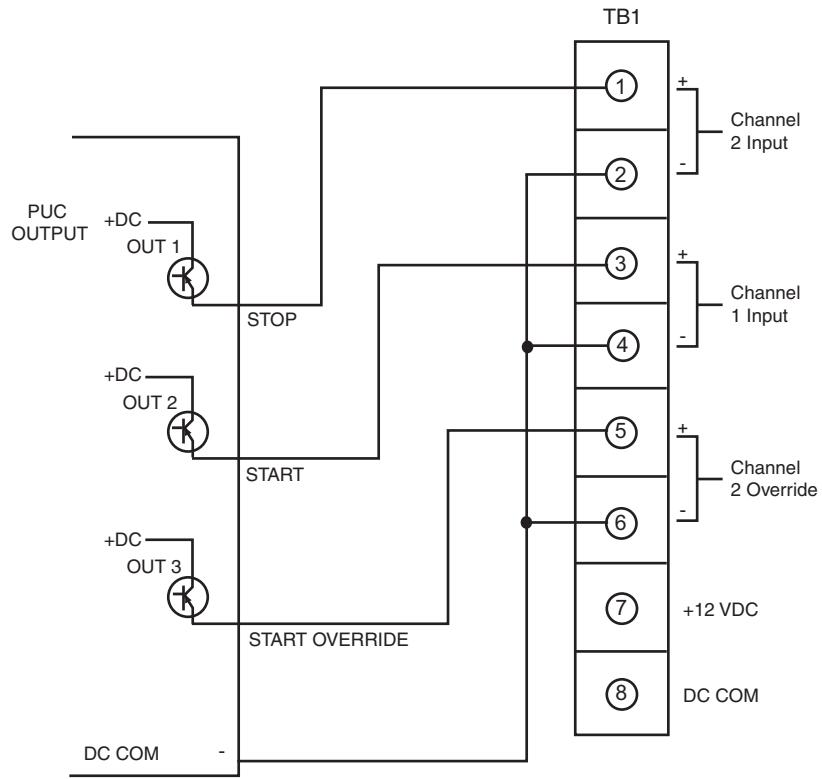 TB1
1
+
Channel
2 Input
2
-
PUC
OUTPUT
+DC
OUT 1
STOP
3
+
Channel
1 Input
4
-
+DC
OUT 2
START
5
+
Channel
2 Override
6
-
+DC
OUT 3
START OVERRIDE
7
+12 VDC
8
DC COM
DC COM -